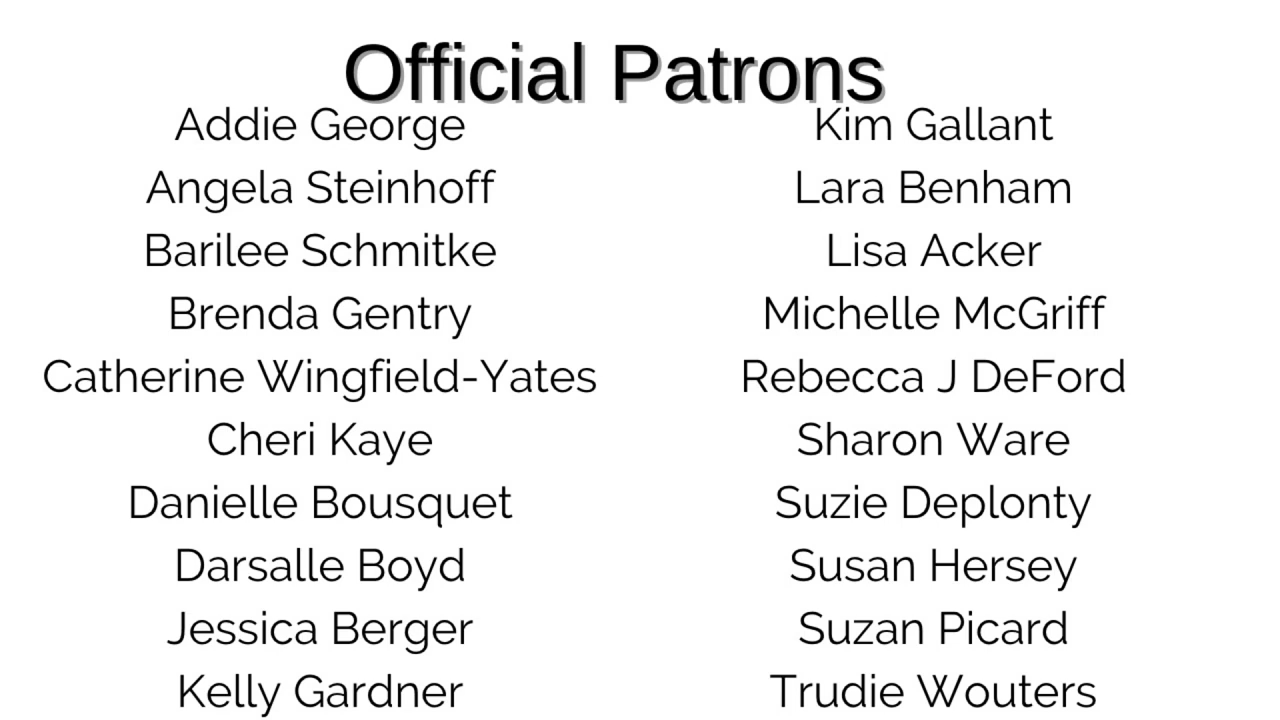 Official Patrons
Addie George
Angela Steinhoff
Barilee Schmitke
Brenda Gentry
Catherine Wingfield-Yates
Cheri Kaye
Danielle Bousquet
Darsalle Boyd
Jessica Berger
Kelly Gardner
Kim Gallant
Lara Benham
Lisa Acker
Michelle McGriff
Rebecca J DeFord
Sharon Ware
Suzie Deplonty
Susan Hersey
Suzan Picard
Trudie Wouters